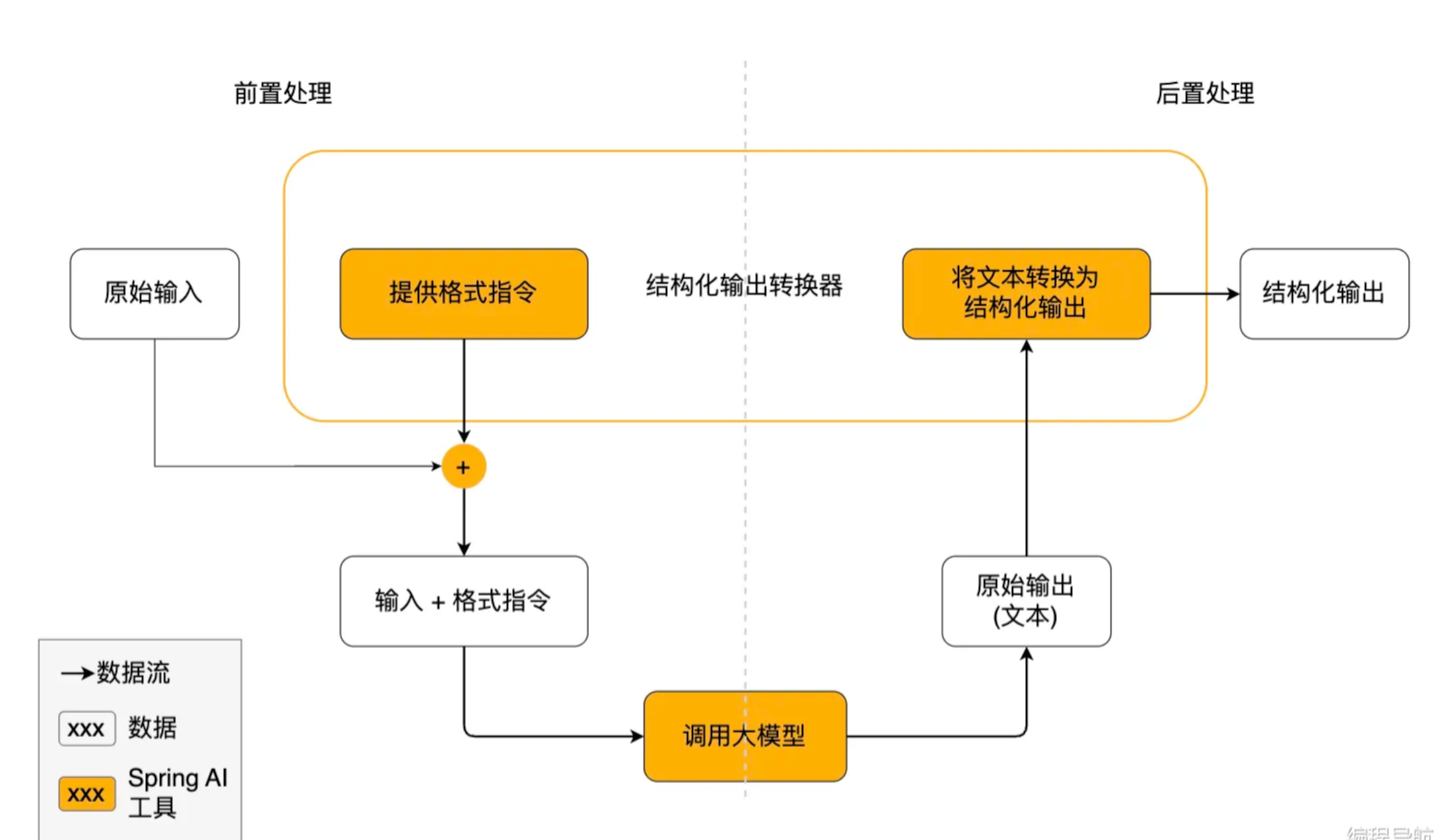 前置处理
后置处理
原始输入
提供格式指令
结构化输出转换器
将文本转换为
结构化输出
结构化输出
+
输入 + 格式指令
原始输出
(文本)
调用大模型
数据流
xxx 数据
xxx Spring AI
工具
编程导航